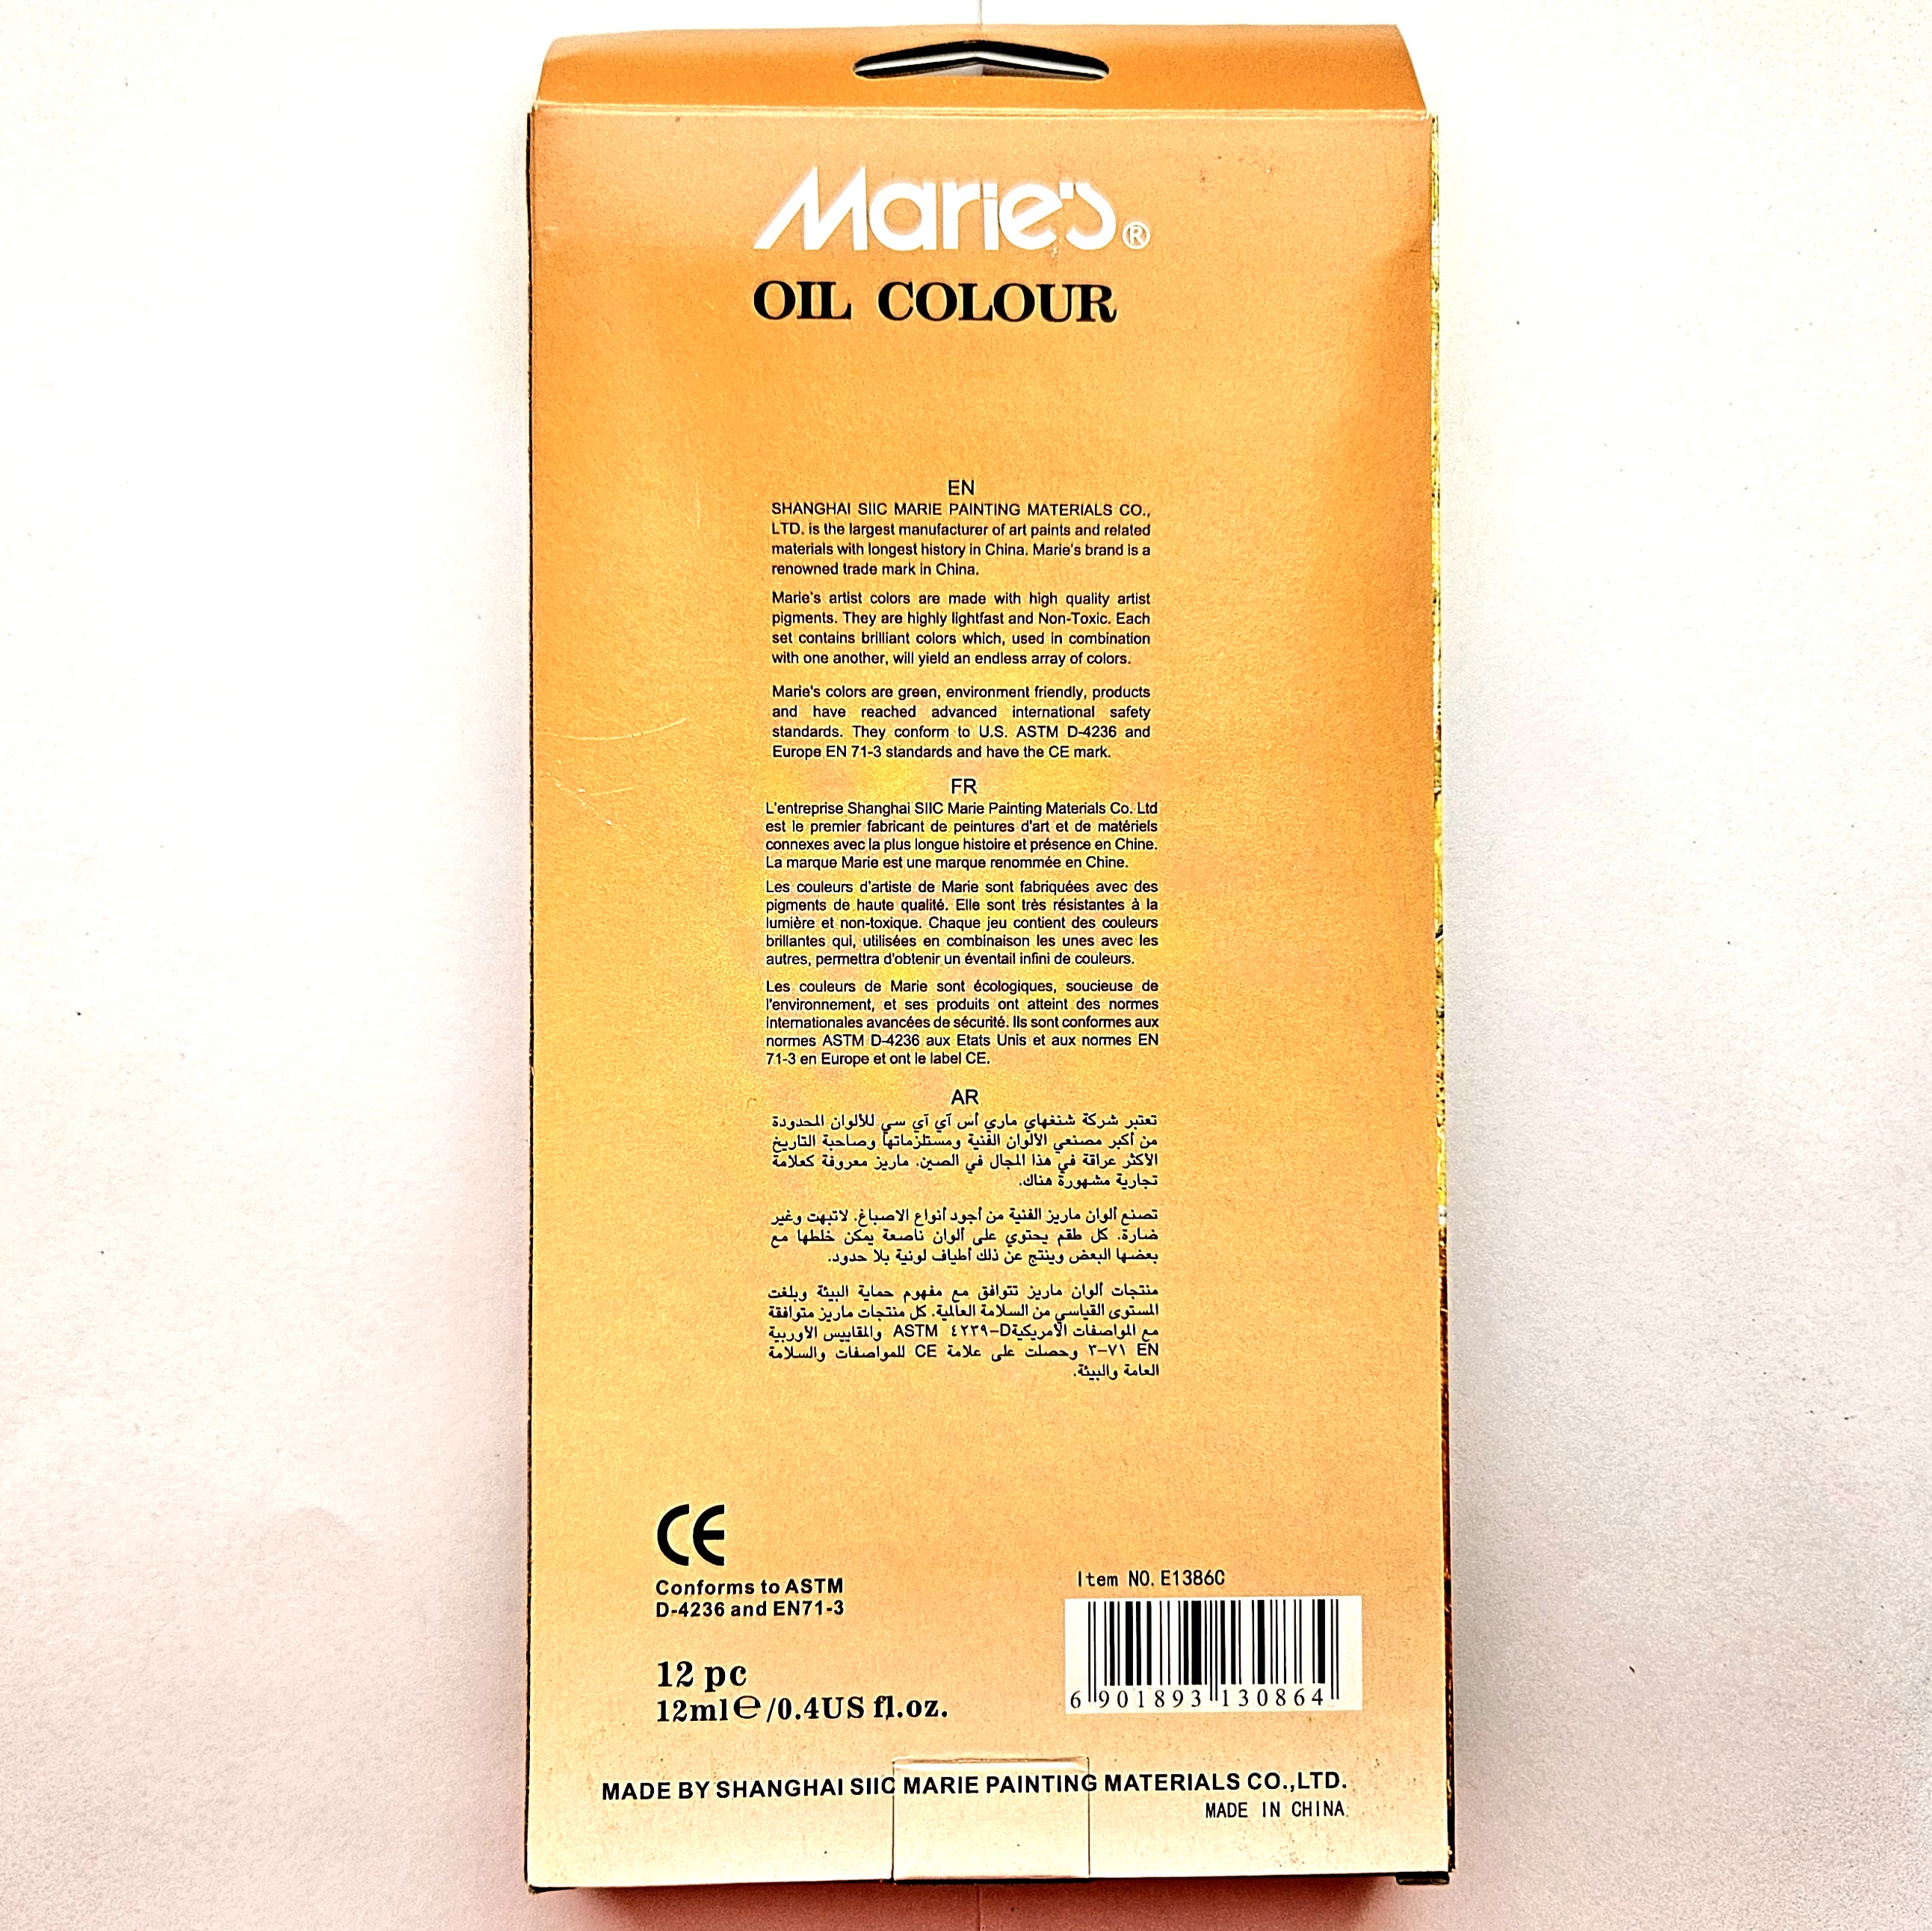 Marie's®
OIL COLOUR
EN
SHANGHAI SIIC MARIE PAINTING MATERIALS CO.,
LTD. is the largest manufacturer of art paints and related
materials with longest history in China. Marie's brand is a
renowned trade mark in China.
Marie's artist colors are made with high quality artist
pigments. They are highly lightfast and Non-Toxic. Each
set contains brilliant colors which, used in combination
with one another, will yield an endless array of colors.
Marie's colors are green, environment friendly, products
and have reached advanced international safety
standards. They conform to U.S. ASTM D-4236 and
Europe EN 71-3 standards and have the CE mark.
FR
L'entreprise Shanghai SIIC Marie Painting Materials Co. Ltd
est le premier fabricant de peintures d'art et de matériels
connexes avec la plus longue histoire et présence en Chine.
La marque Marie est une marque renommée en Chine.
Les couleurs d'artiste de Marie sont fabriquées avec des
pigments de haute qualité. Elle sont très résistantes à la
lumière et non-toxique. Chaque jeu contient des couleurs
brillantes qui, utilisées en combinaison les unes avec les
autres, permettra d'obtenir un éventail infini de couleurs.
Les couleurs de Marie sont écologiques, soucieuse de
l'environnement, et ses produits ont atteint des normes
internationales avancées de sécurité. Ils sont conformes aux
normes ASTM D-4236 aux Etats Unis et aux normes EN
71-3 en Europe et ont le label CE.
AR
تعتبر شركة شنغهاي ماري أس آي آي سي للألوان المحدودة
من أكبر مصنعي الألوان الفنية ومستلزماتها وصاحبة التاريخ
الأكثر عراقة في هذا المجال في الصين. ماريز معروفة كعلامة
تجارية مشهورة هناك.
تصنع ألوان ماريز الفنية من أجود أنواع الاصباغ. لاتبهت وغير
ضارة. كل طقم يحتوي على ألوان ناصعة يمكن خلطها مع
بعضها البعض وينتج عن ذلك أطياف لونية بلا حدود.
منتجات ألوان ماريز تتوافق مع مفهوم حماية البيئة وبلغت
المستوى القياسي من السلامة العالمية. كل منتجات ماريز متوافقة
مع المواصفات الأمريكيةD-٤٢٣٩ ASTM والمقاييس الأوربية
EN ٧١-٣ وحصلت على علامة CE للمواصفات والسلامة
العامة والبيئة.
CE
Conforms to ASTM
D-4236 and EN71-3
12 pc
12ml℮/0.4US fl.oz.
Item NO. E1386C
6 901893 130864
MADE BY SHANGHAI SIIC MARIE PAINTING MATERIALS CO.,LTD.
MADE IN CHINA